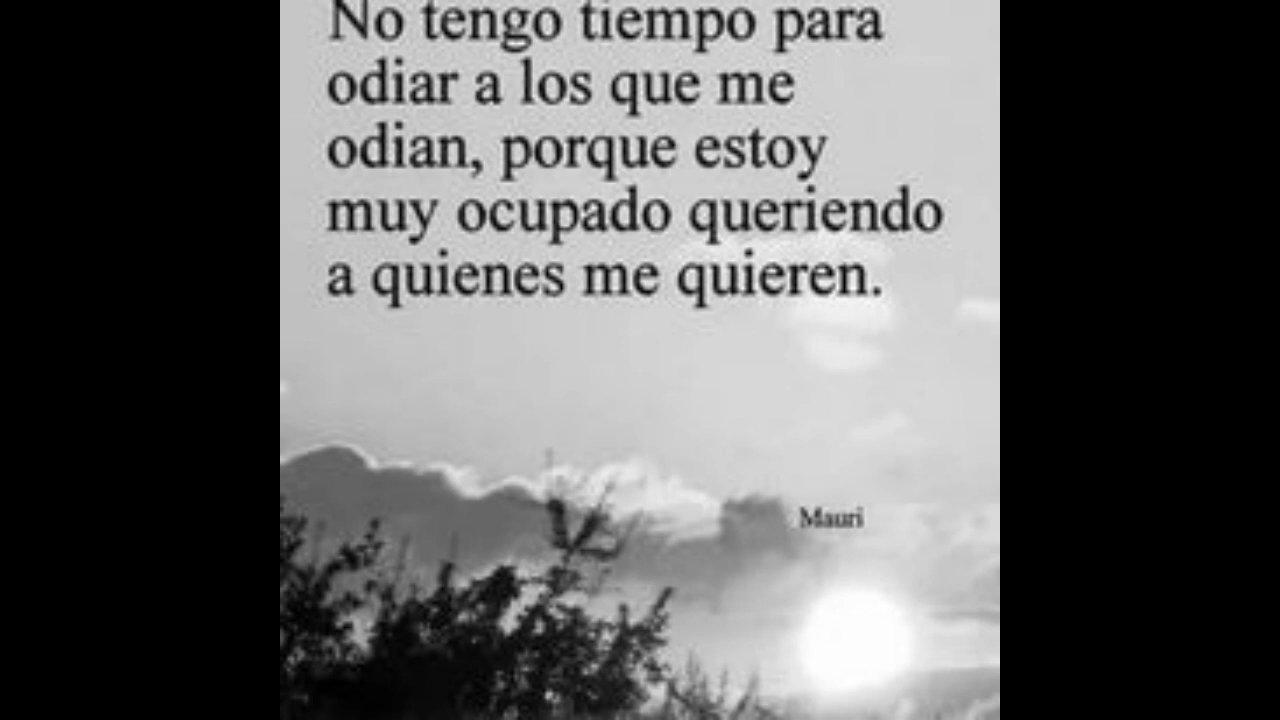 No tengo tiempo para
odiar a los que me
odian, porque estoy
muy ocupado queriendo
a quienes me quieren.
Mauri